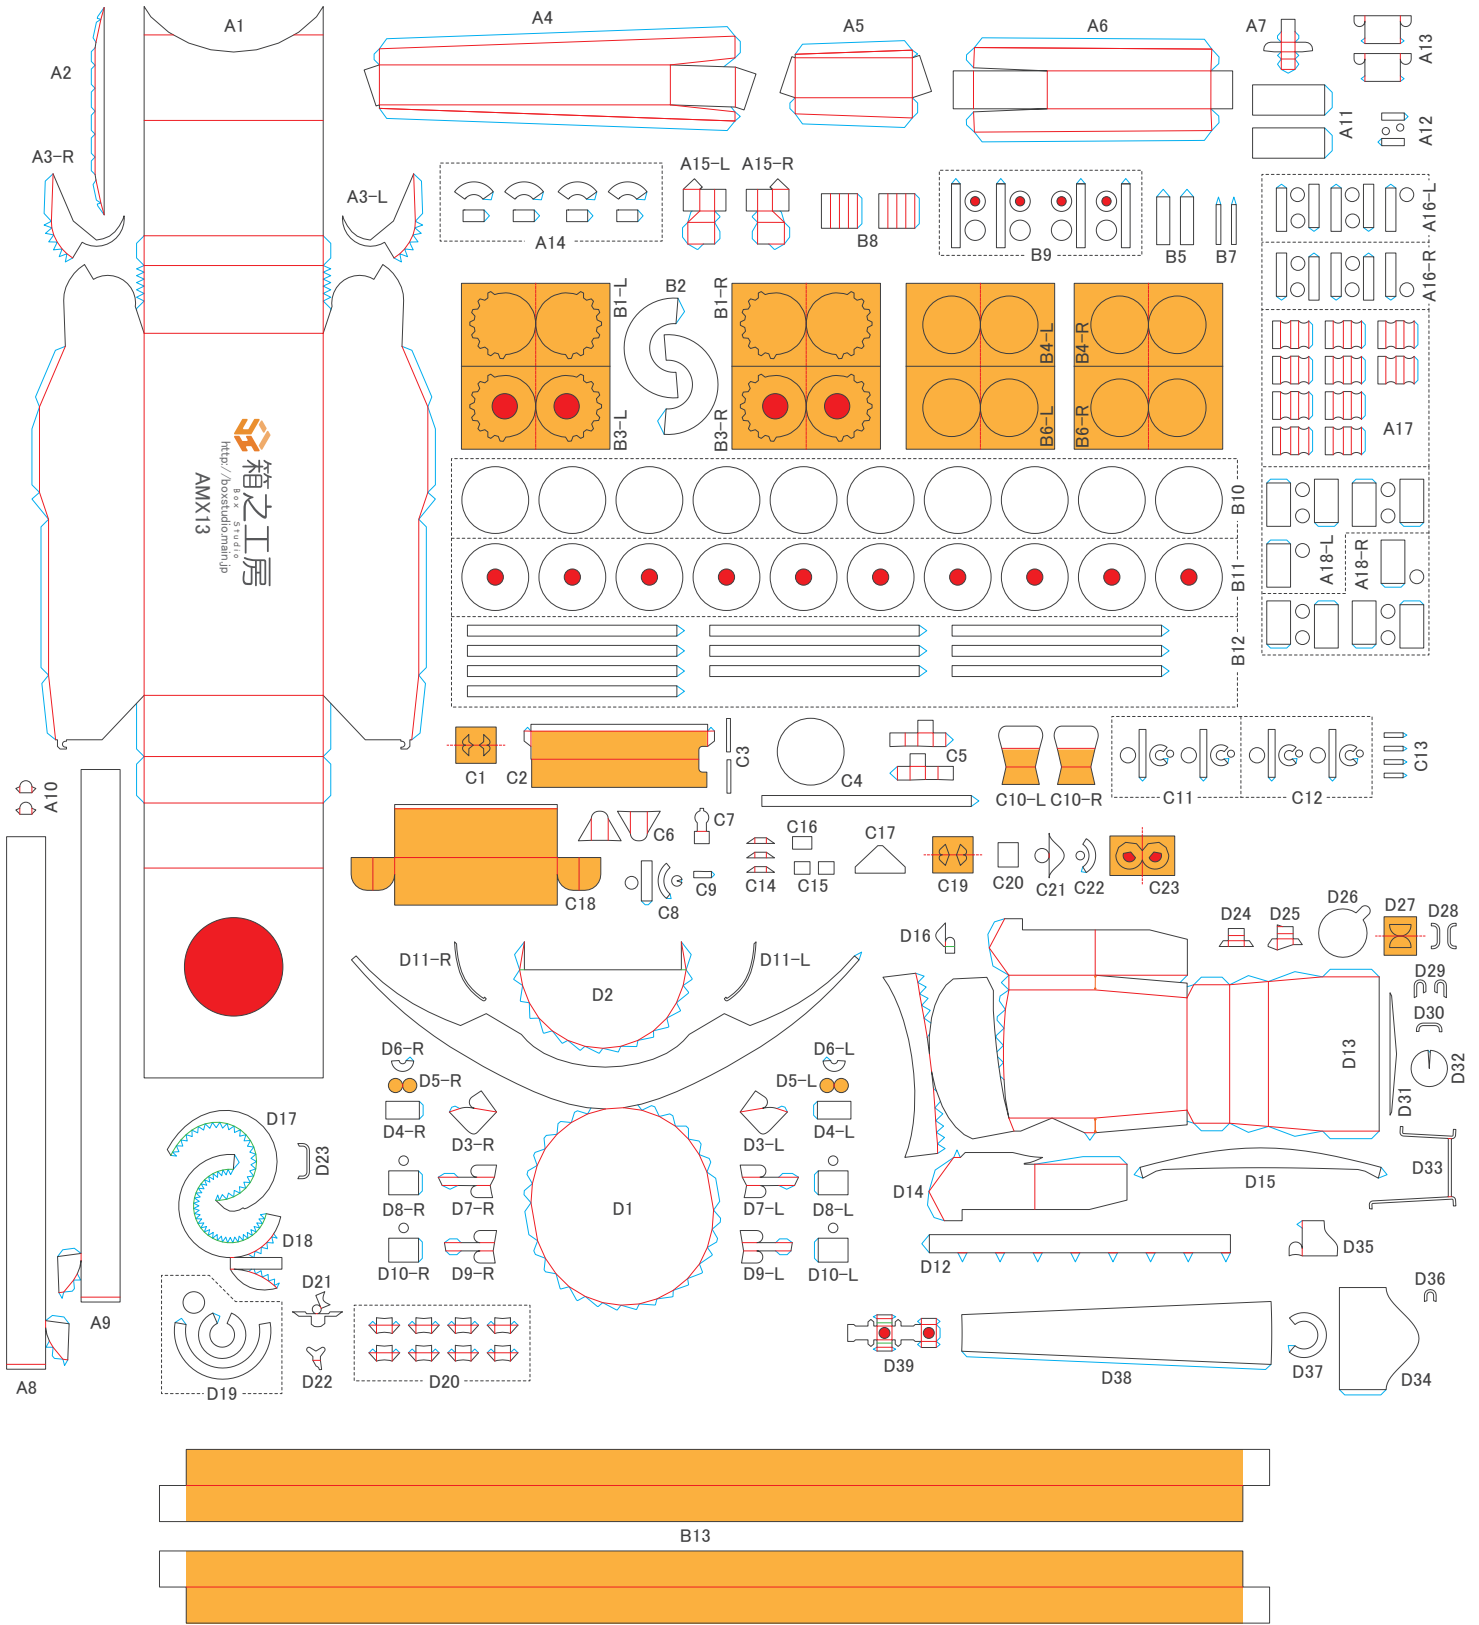 A1
A2
A4
A5
A6
A7
A13
A11
A12
A3-R
A3-L
A14
A15-L
A15-R
B8
B9
B5
B7
A16-L
A16-R
B1-L
B2
B1-R
B4-L
B4-R
B3-L
B3-R
B6-L
B6-R
A17
箱之工房
Box Studio
http://boxstudio.main.jp
AMX13
B10
B11
B12
A18-L
A18-R
C1
C2
C3
C4
C5
C10-L
C10-R
C11
C12
C13
A10
C6
C7
C16
C17
C18
C8
C9
C14
C15
C19
C20
C21
C22
C23
D16
D24
D25
D26
D27
D28
D11-R
D2
D11-L
D29
D30
D13
D32
D31
D6-R
D5-R
D4-R
D3-R
D6-L
D5-L
D3-L
D4-L
D17
D23
D33
D14
D15
D8-R
D7-R
D1
D7-L
D8-L
D18
D12
D35
D10-R
D9-R
D9-L
D10-L
D21
D36
A9
D22
D19
D20
D39
D38
D37
D34
A8
B13